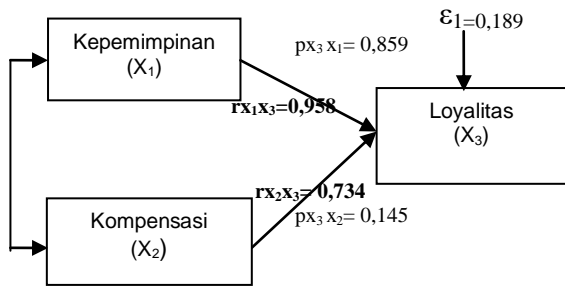 Kepemimpinan
(X₁)
px₃ x₁= 0,859
rx₁x₃=0,958
ε₁=0,189
Loyalitas
(X₃)
rx₂x₃= 0,734
px₃ x₂= 0,145
Kompensasi
(X₂)